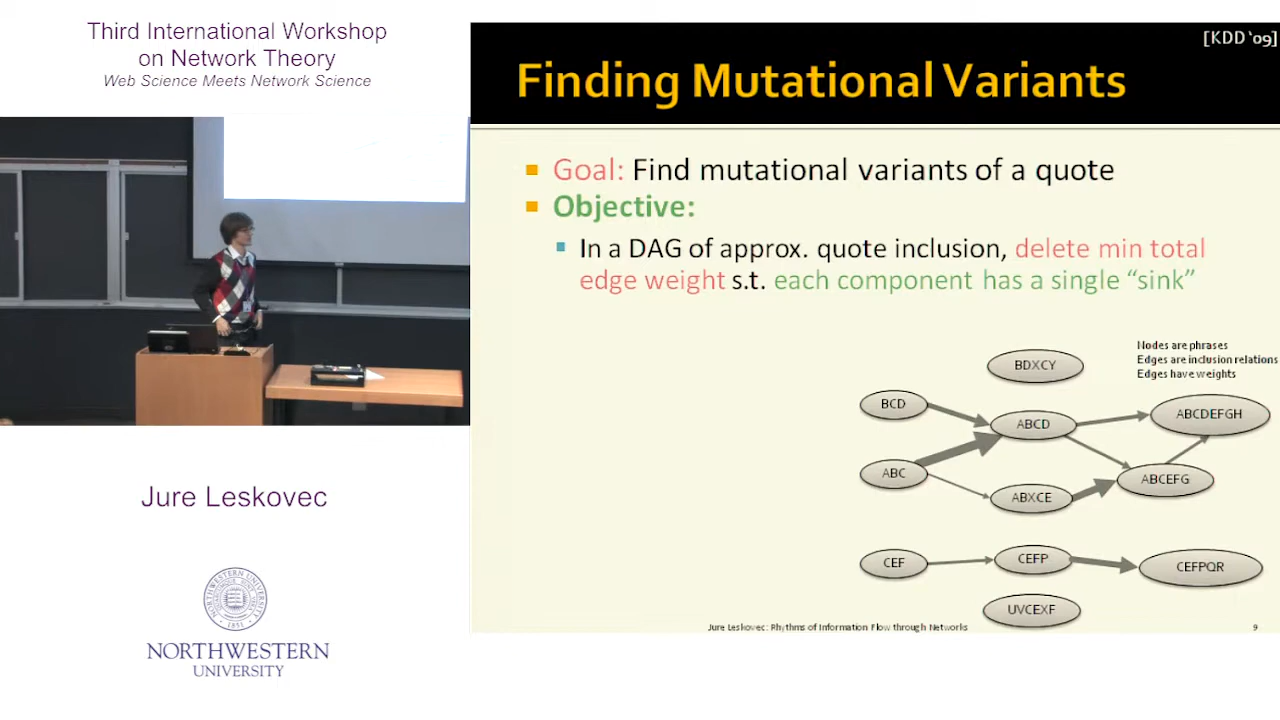 Third International Workshop
on Network Theory
Web Science Meets Network Science
Jure Leskovec
1851
NORTHWESTERN
UNIVERSITY
[KDD '09]
Finding Mutational Variants
Goal: Find mutational variants of a quote
Objective:
In a DAG of approx. quote inclusion, delete min total
edge weight s.t. each component has a single “sink”
Nodes are phrases
Edges are inclusion relations
Edges have weights
BDXCY
BCD
ABCD
ABCDEFGH
ABC
ABXCE
ABCEFG
CEF
CEFP
CEFPQR
UVCEXF
Jure Leskovec: Rhythms of Information Flow through Networks
9